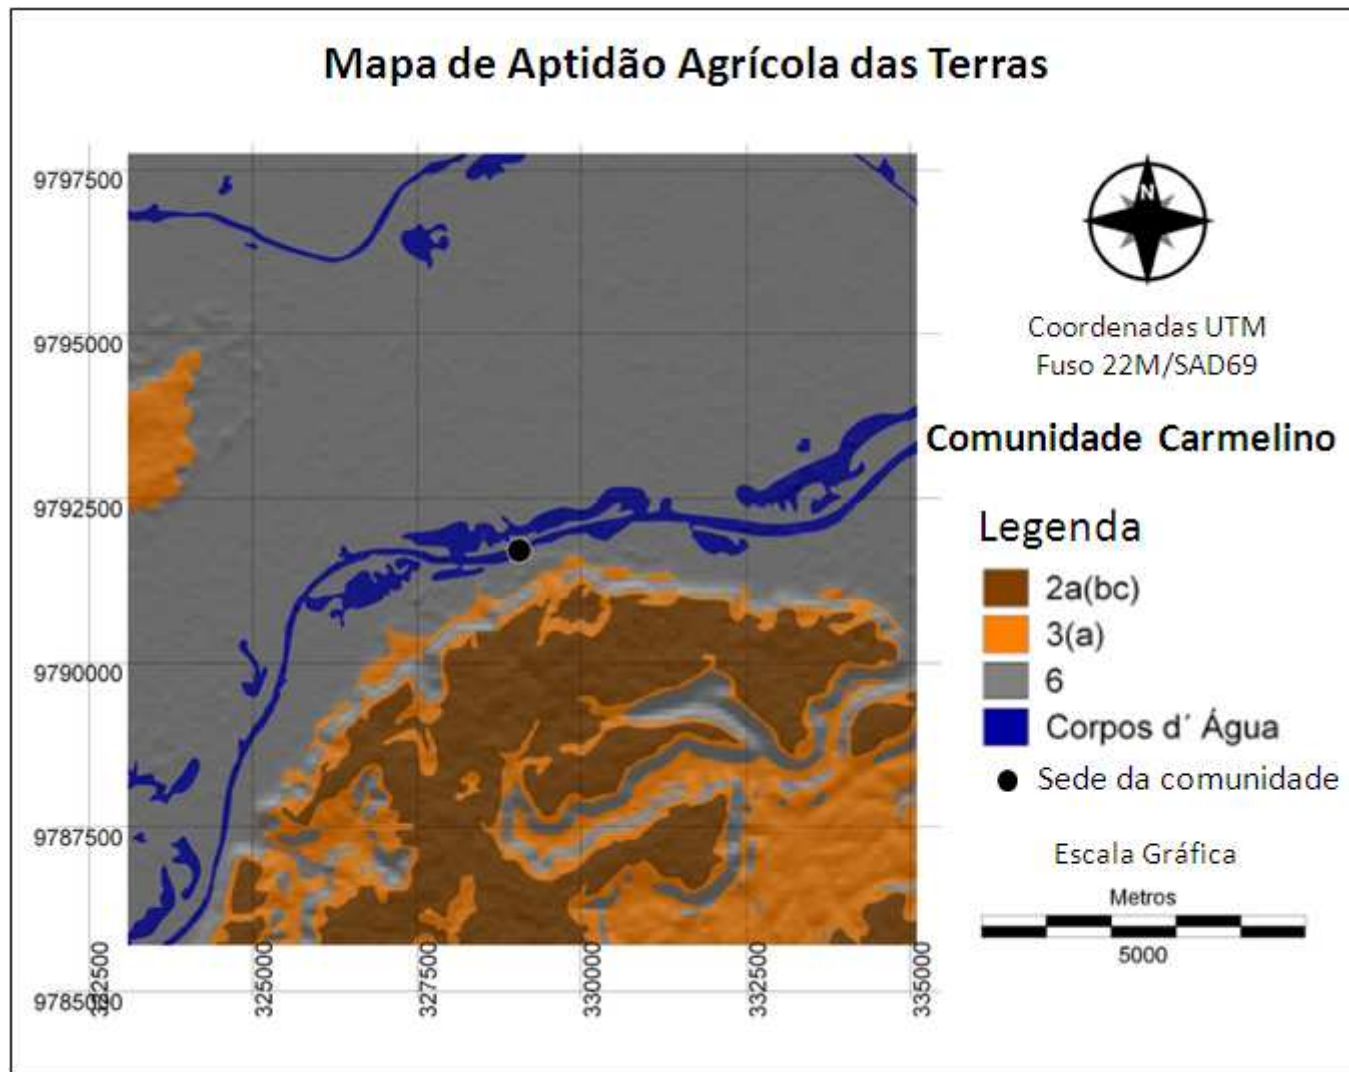 Mapa de Aptidão Agrícola das Terras
9797500
9795000
9792500
9790000
9787500
9785000
322500
325000
327500
330000
332500
335000
N
Coordenadas UTM
Fuso 22M/SAD69
Comunidade Carmelino
Legenda
2a(bc)
3(a)
6
Corpos d´ Água
Sede da comunidade
Escala Gráfica
Metros
5000